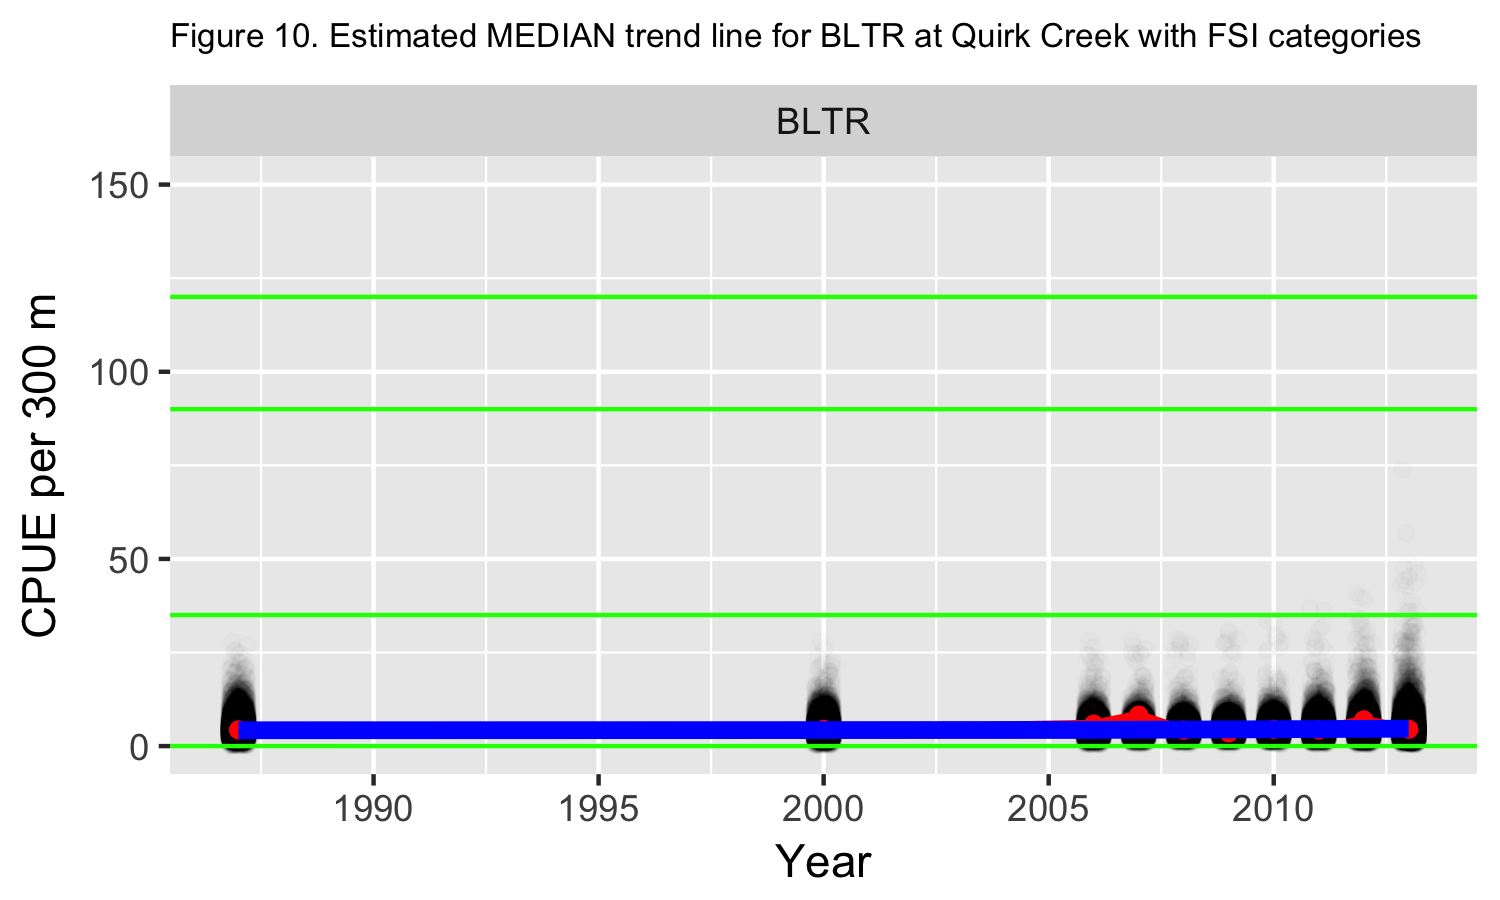 Figure 10. Estimated MEDIAN trend line for BLTR at Quirk Creek with FSI categories
BLTR
150
100
50
0
CPUE per 300 m
1990 1995 2000 2005 2010
Year